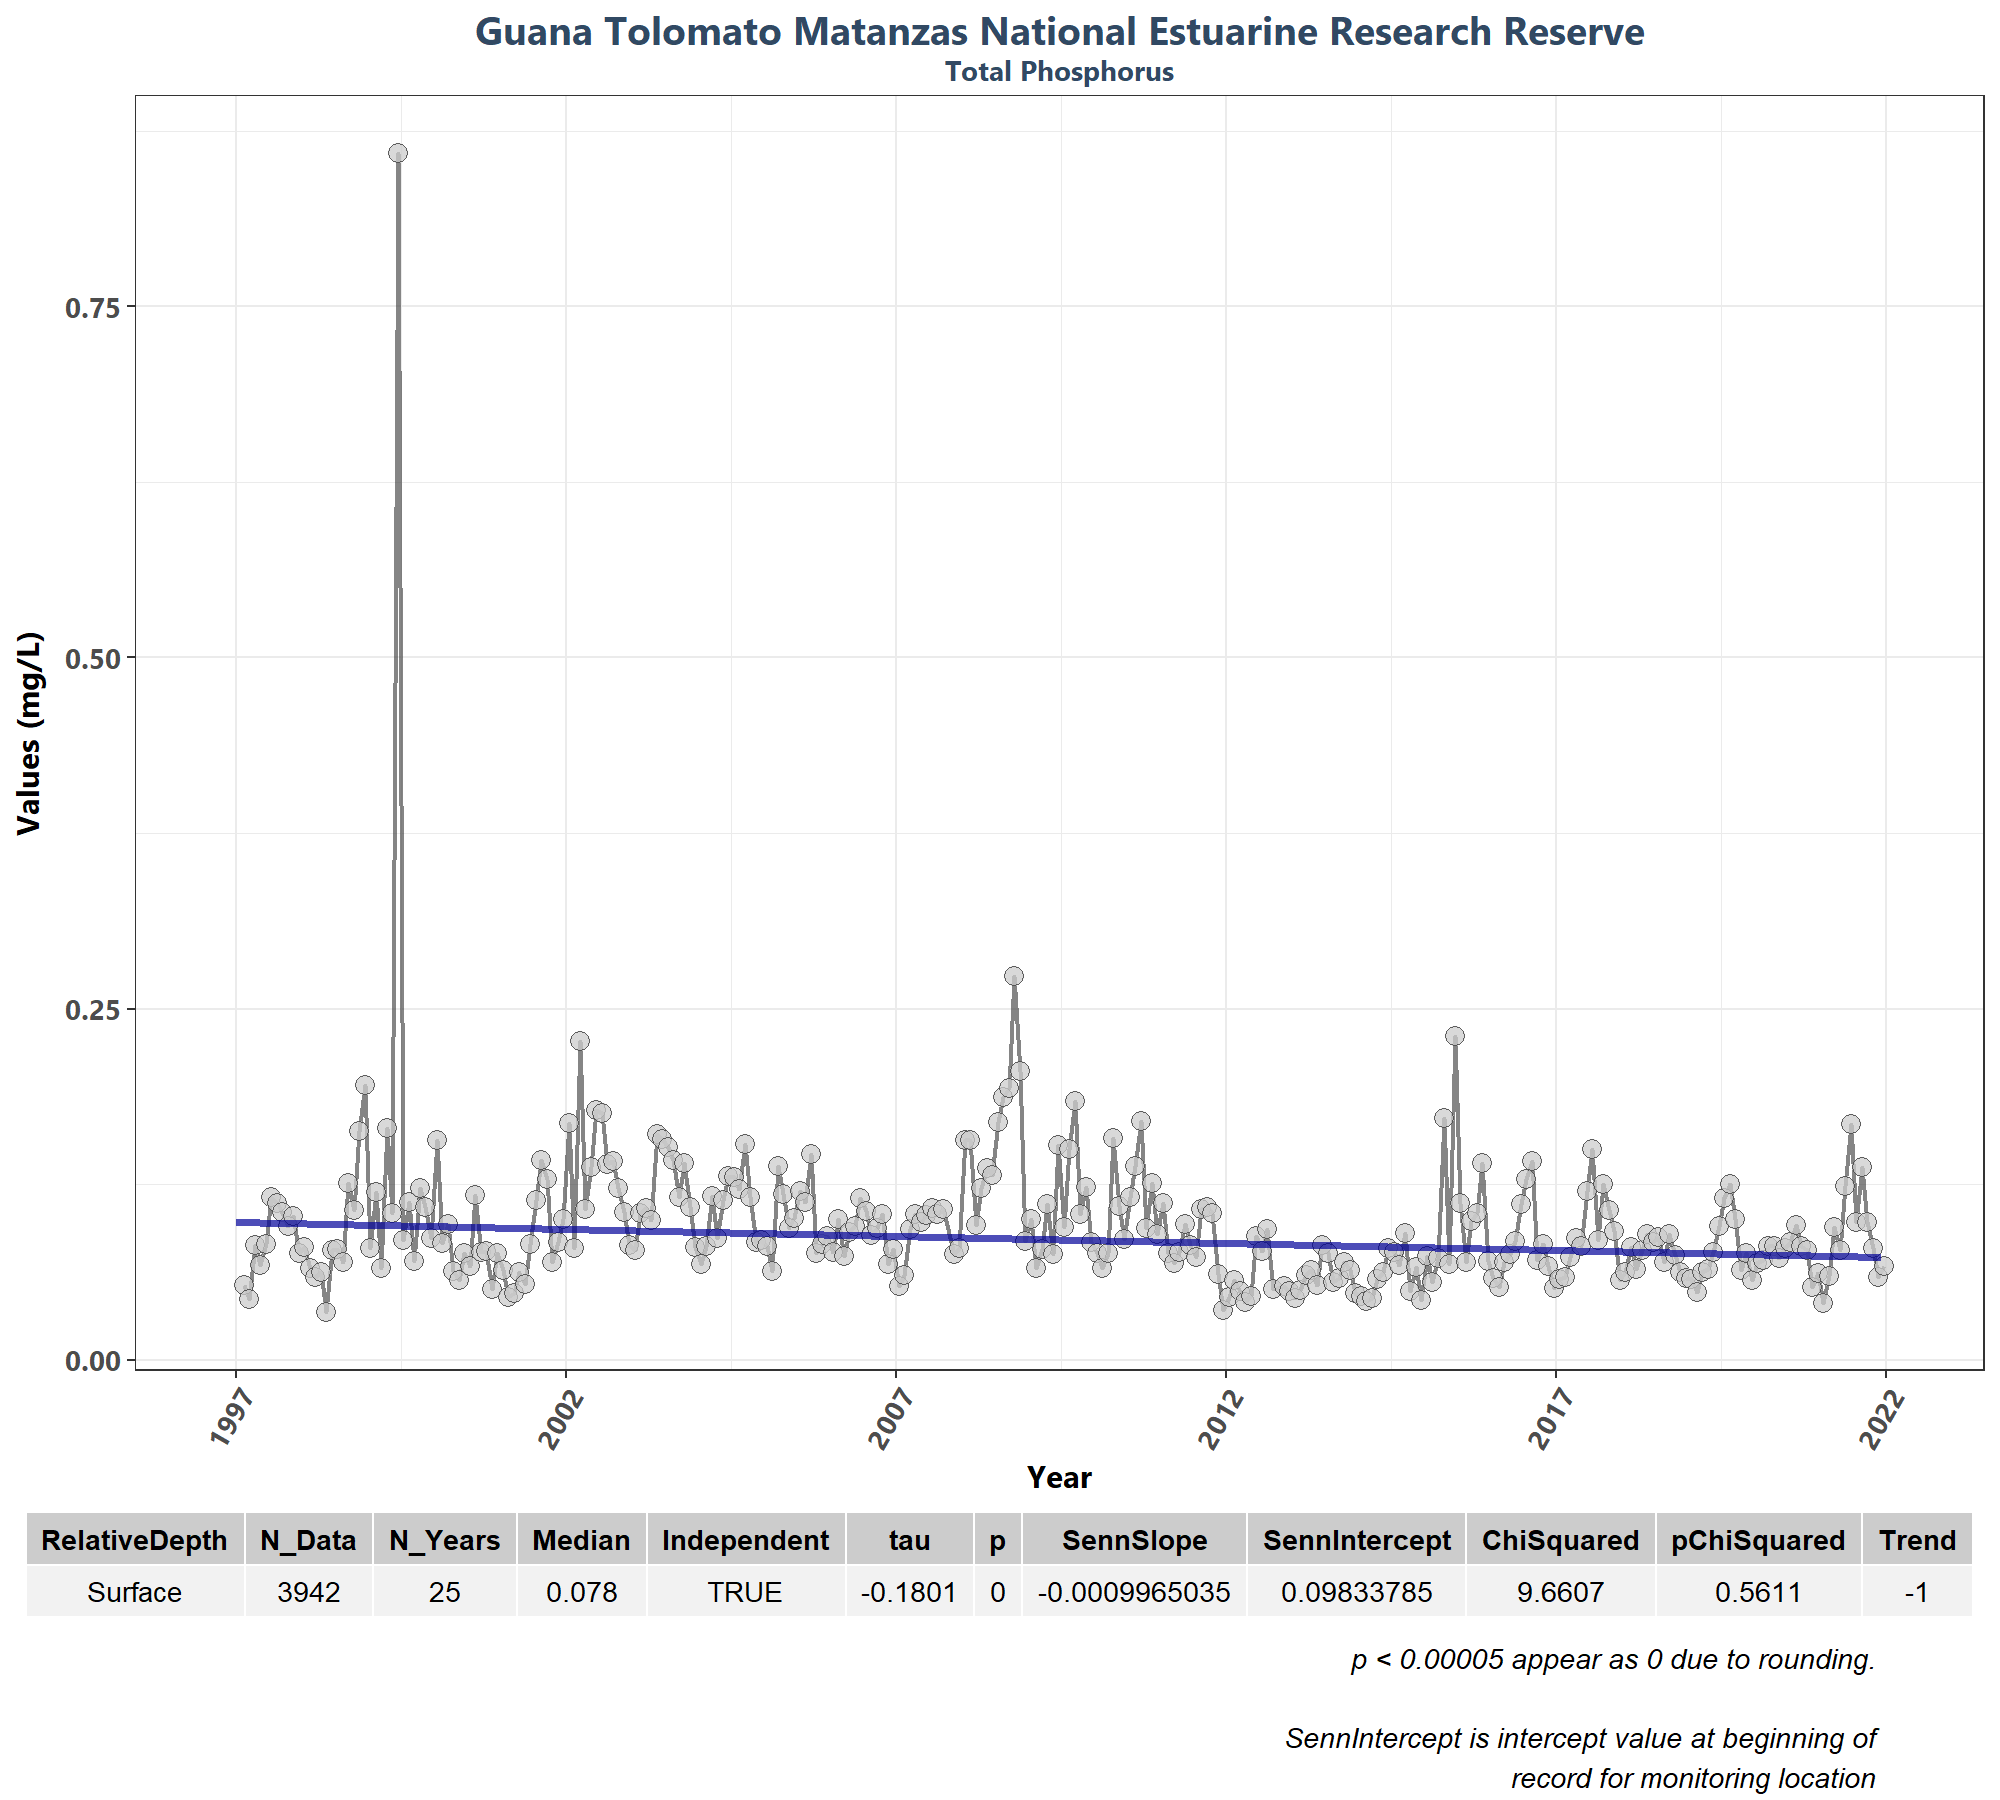 Guana Tolomato Matanzas National Estuarine Research Reserve
Total Phosphorus
Values (mg/L)
0.75
0.50
0.25
0.00
1997 2002 2007 2012 2017 2022
Year
RelativeDepth N_Data N_Years Median Independent tau p SennSlope SennIntercept ChiSquared pChiSquared Trend
Surface 3942 25 0.078 TRUE -0.1801 0 -0.0009965035 0.09833785 9.6607 0.5611 -1
p < 0.00005 appear as 0 due to rounding.
SennIntercept is intercept value at beginning of
record for monitoring location